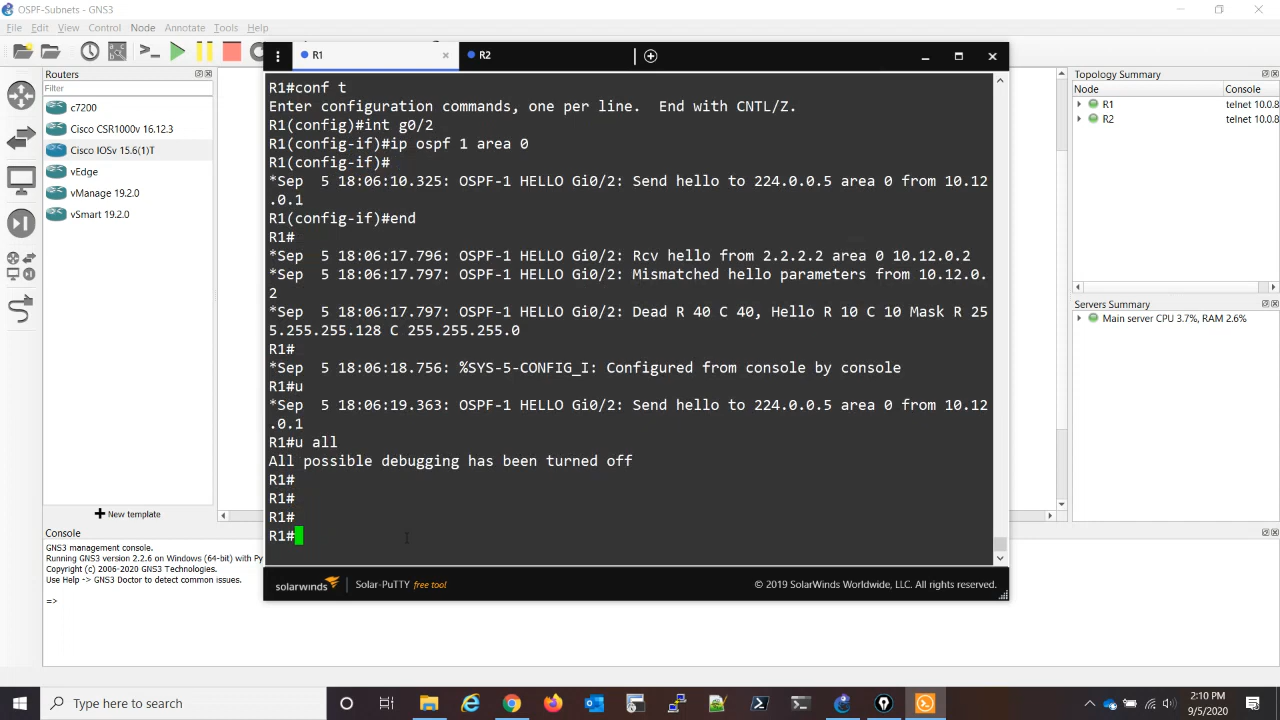 OSPF-Subnets - GNS3
File Edit View Control Node Annotate Tools Help
Routers
Filter
c7200
Cisco CSR1000v 16.12.3
Cisco IOSv 15.6(1)T
vEdge
vManage 19.2.0
vSmart 19.2.0
New template
R1
R2
R1#conf t
Enter configuration commands, one per line.  End with CNTL/Z.
R1(config)#int g0/2
R1(config-if)#ip ospf 1 area 0
R1(config-if)#
*Sep  5 18:06:10.325: OSPF-1 HELLO Gi0/2: Send hello to 224.0.0.5 area 0 from 10.12
.0.1
R1(config-if)#end
R1#
*Sep  5 18:06:17.796: OSPF-1 HELLO Gi0/2: Rcv hello from 2.2.2.2 area 0 10.12.0.2
*Sep  5 18:06:17.797: OSPF-1 HELLO Gi0/2: Mismatched hello parameters from 10.12.0.
2
*Sep  5 18:06:17.797: OSPF-1 HELLO Gi0/2: Dead R 40 C 40, Hello R 10 C 10 Mask R 25
5.255.255.128 C 255.255.255.0
R1#
*Sep  5 18:06:18.756: %SYS-5-CONFIG_I: Configured from console by console
R1#u
*Sep  5 18:06:19.363: OSPF-1 HELLO Gi0/2: Send hello to 224.0.0.5 area 0 from 10.12
.0.1
R1#u all
All possible debugging has been turned off
R1#
R1#
R1#
R1#
solarwinds Solar-PuTTY free tool
© 2019 SolarWinds Worldwide, LLC. All rights reserved.
Topology Summary
Node Console
R1 telnet 10.0.8
R2 telnet 10.0.8
Servers Summary
Main server CPU 3.7%, RAM 2.6%
Console
GNS3 management console.
Running GNS3 version 2.2.6 on Windows (64-bit) with Py
Copyright (c) 2006-2020 GNS3 Technologies.
Use Help -> GNS3 Doctor to detect common issues.
=>
Type here to search
2:10 PM
9/5/2020